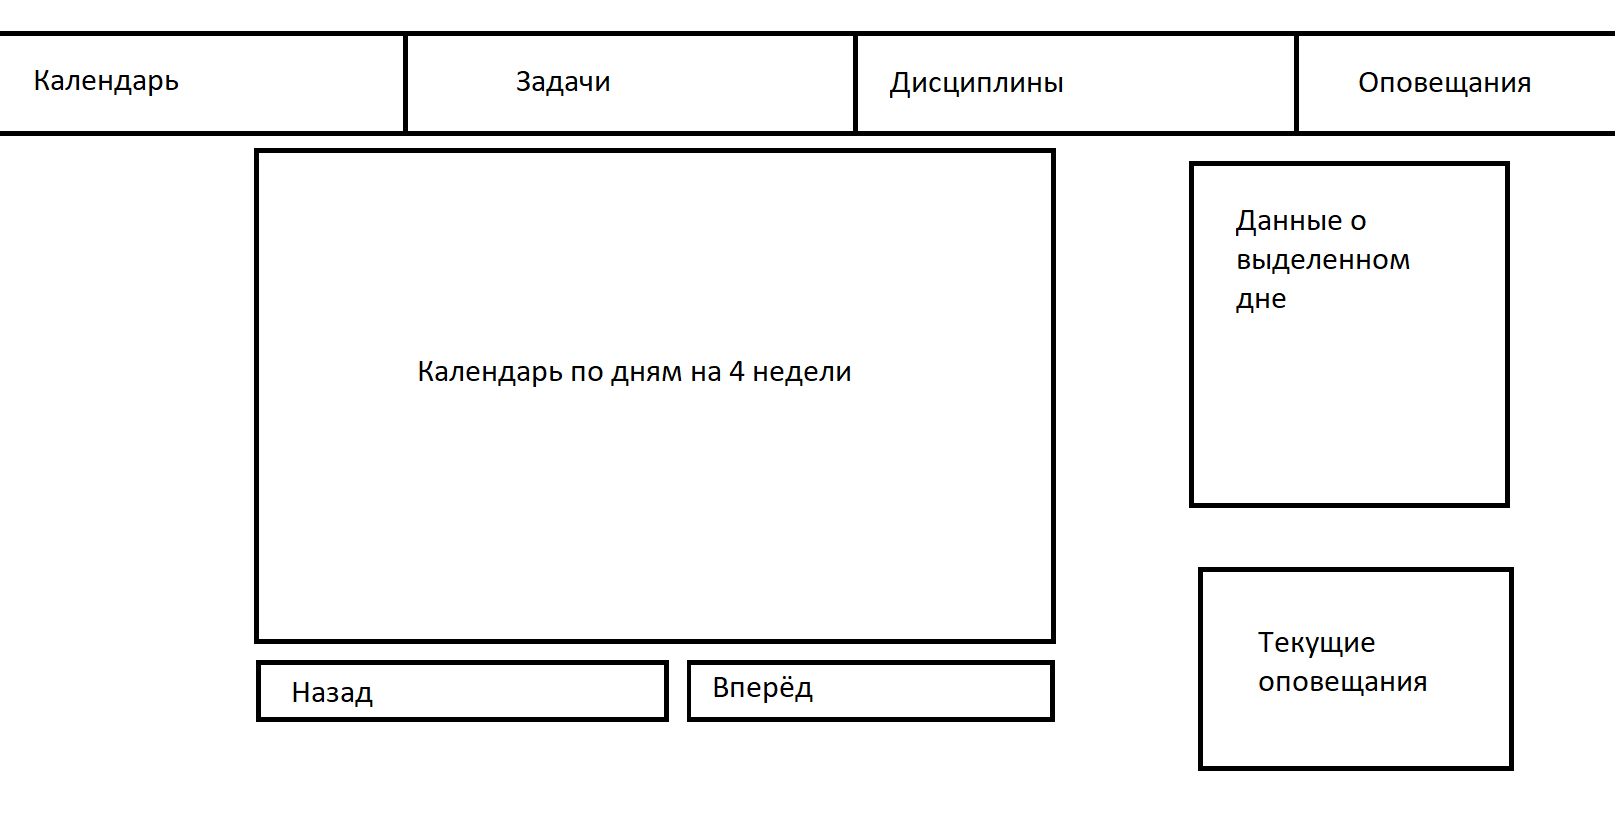 Календарь
Задачи
Дисциплины
Оповещания
Календарь по дням на 4 недели
Назад
Вперёд
Данные о
выделенном
дне
Текущие
оповещания